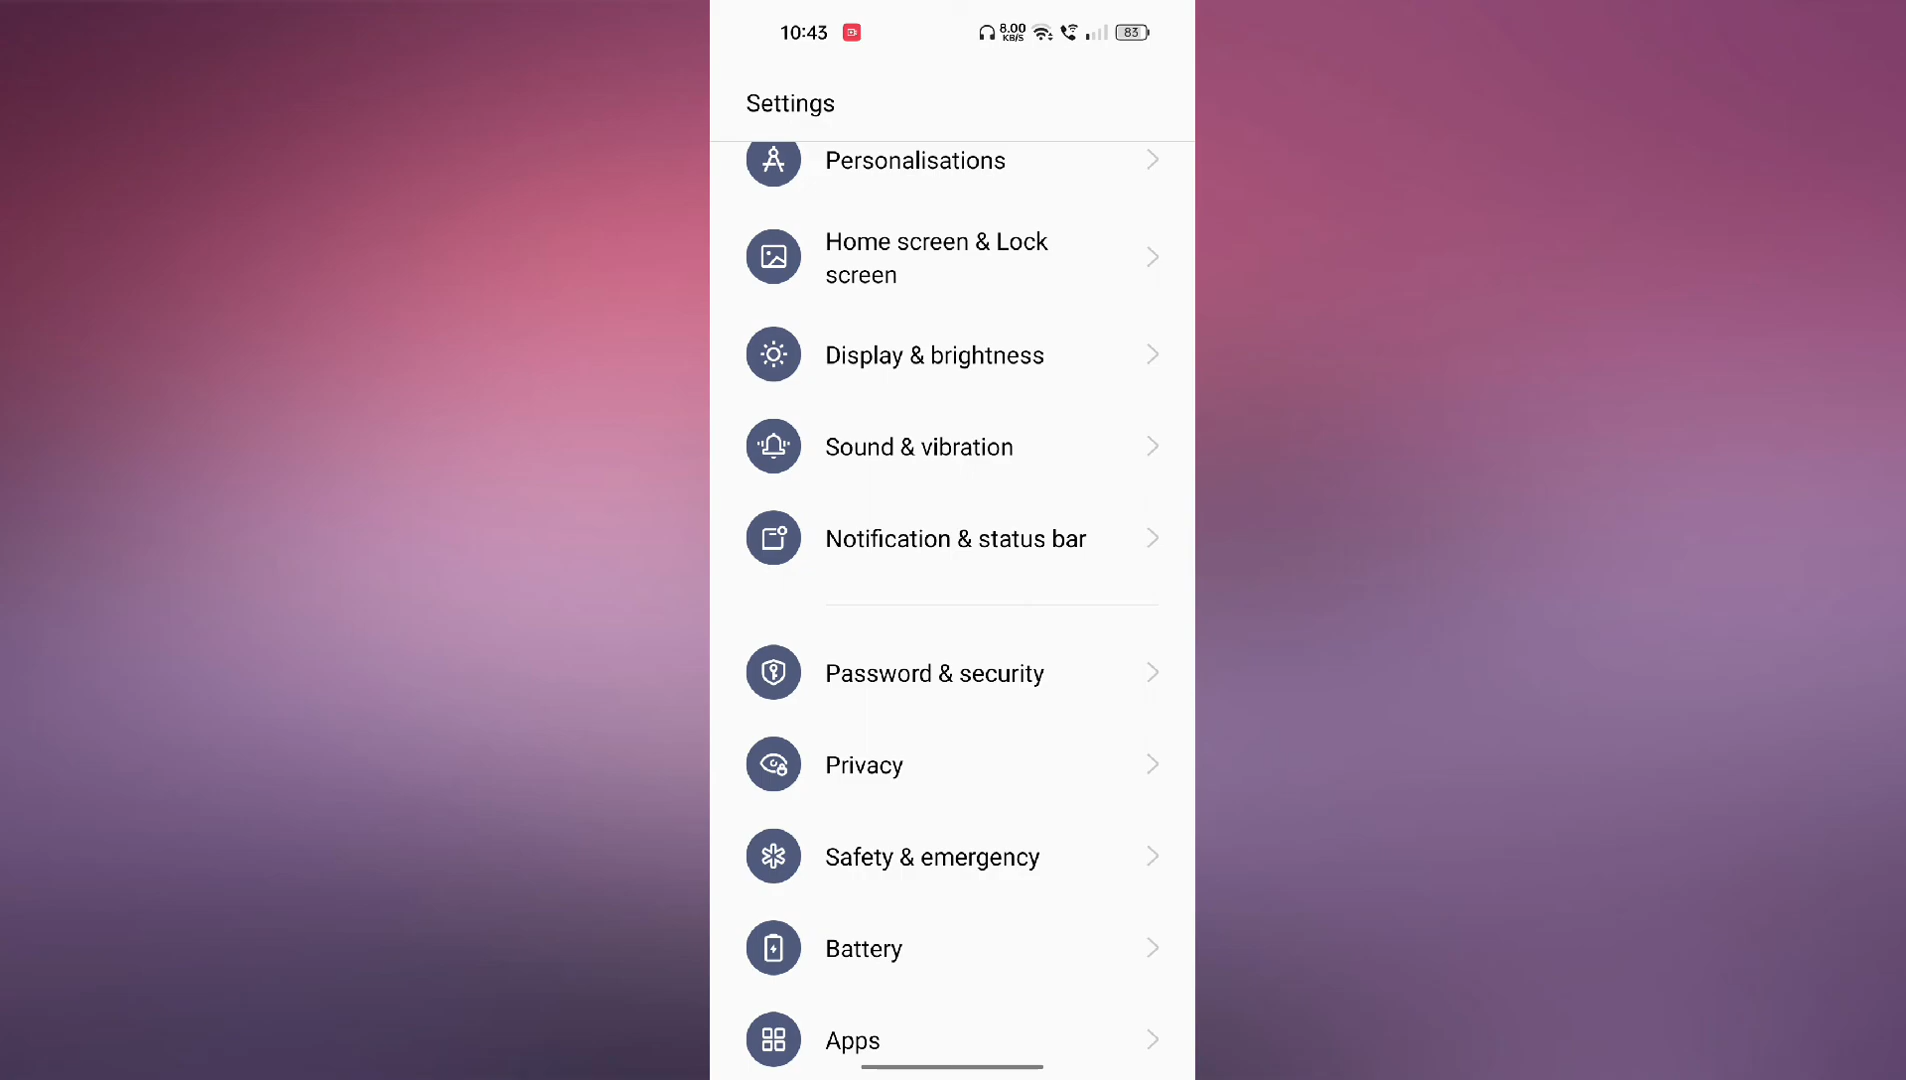 10:43 8.00 KB/S 83
Settings
Personalisations
Home screen & Lock
screen
Display & brightness
Sound & vibration
Notification & status bar
Password & security
Privacy
Safety & emergency
Battery
Apps